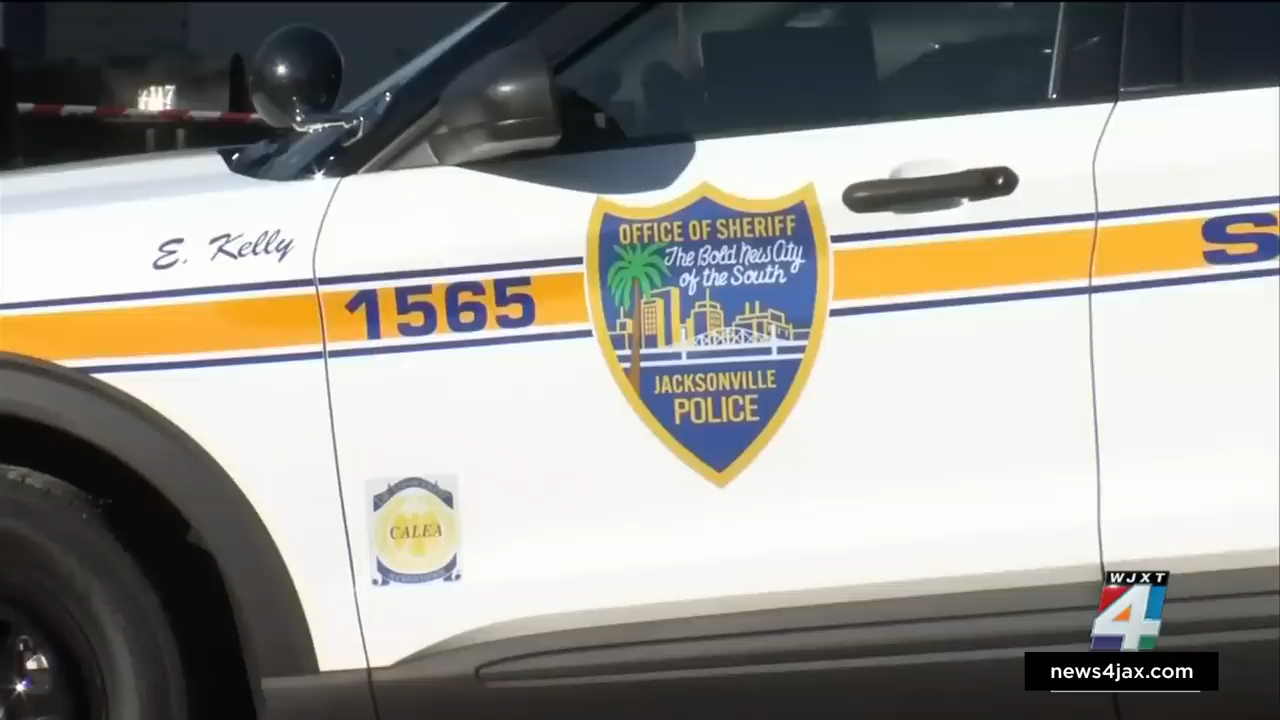 E. Kelly
1565
OFFICE OF SHERIFF
The Bold New City
of the South
JACKSONVILLE
POLICE
S
CALEA
WJXT
4
news4jax.com